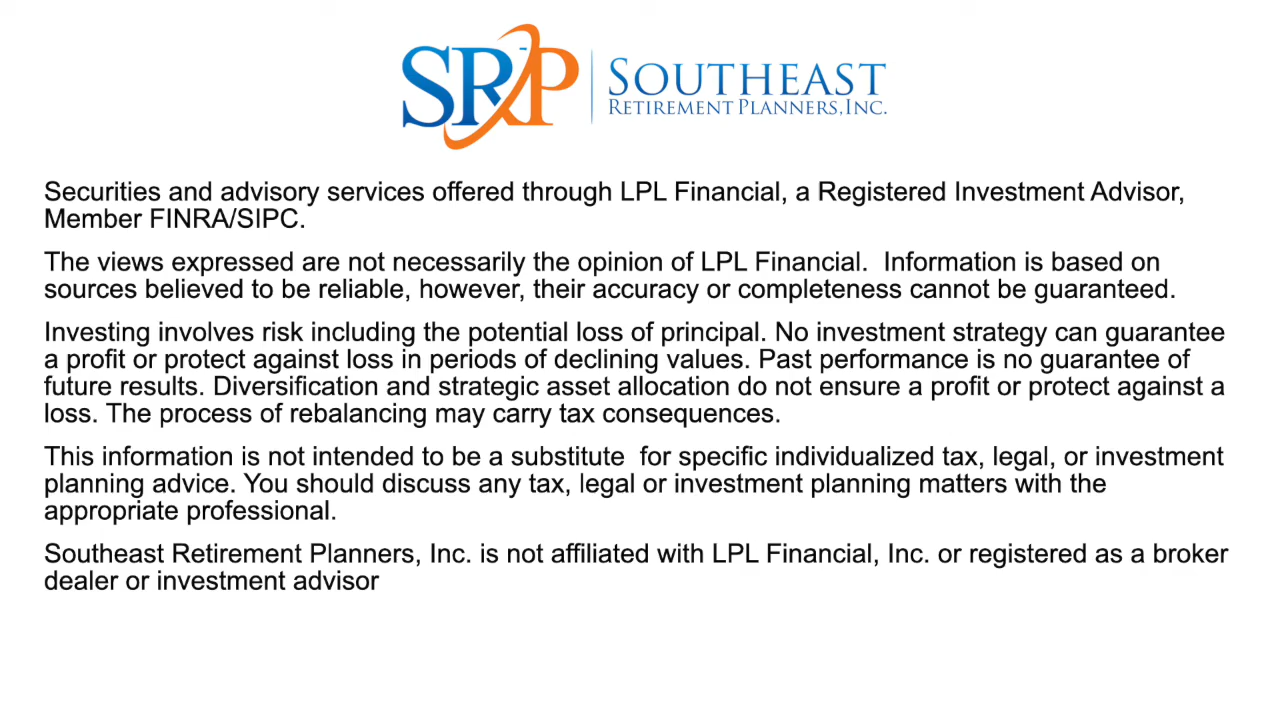 SRP
SOUTHEAST
RETIREMENT PLANNERS, INC.
Securities and advisory services offered through LPL Financial, a Registered Investment Advisor,
Member FINRA/SIPC.
The views expressed are not necessarily the opinion of LPL Financial.  Information is based on
sources believed to be reliable, however, their accuracy or completeness cannot be guaranteed.
Investing involves risk including the potential loss of principal. No investment strategy can guarantee
a profit or protect against loss in periods of declining values. Past performance is no guarantee of
future results. Diversification and strategic asset allocation do not ensure a profit or protect against a
loss. The process of rebalancing may carry tax consequences.
This information is not intended to be a substitute  for specific individualized tax, legal, or investment
planning advice. You should discuss any tax, legal or investment planning matters with the
appropriate professional.
Southeast Retirement Planners, Inc. is not affiliated with LPL Financial, Inc. or registered as a broker
dealer or investment advisor